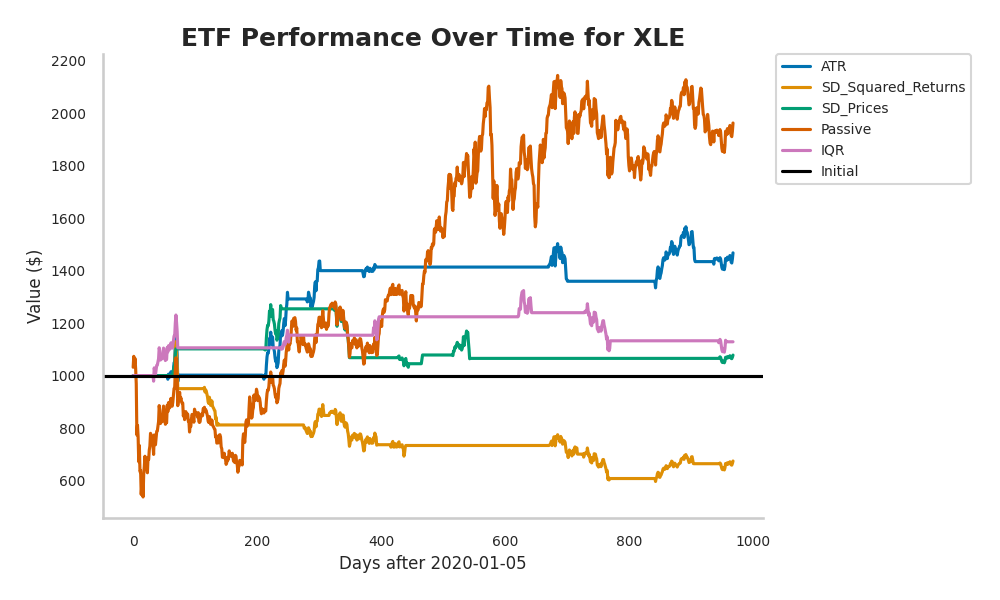 ETF Performance Over Time for XLE
2200
2000
1800
1600
1400
1200
1000
800
600
Value ($)
0 200 400 600 800 1000
Days after 2020-01-05
ATR
SD_Squared_Returns
SD_Prices
Passive
IQR
Initial